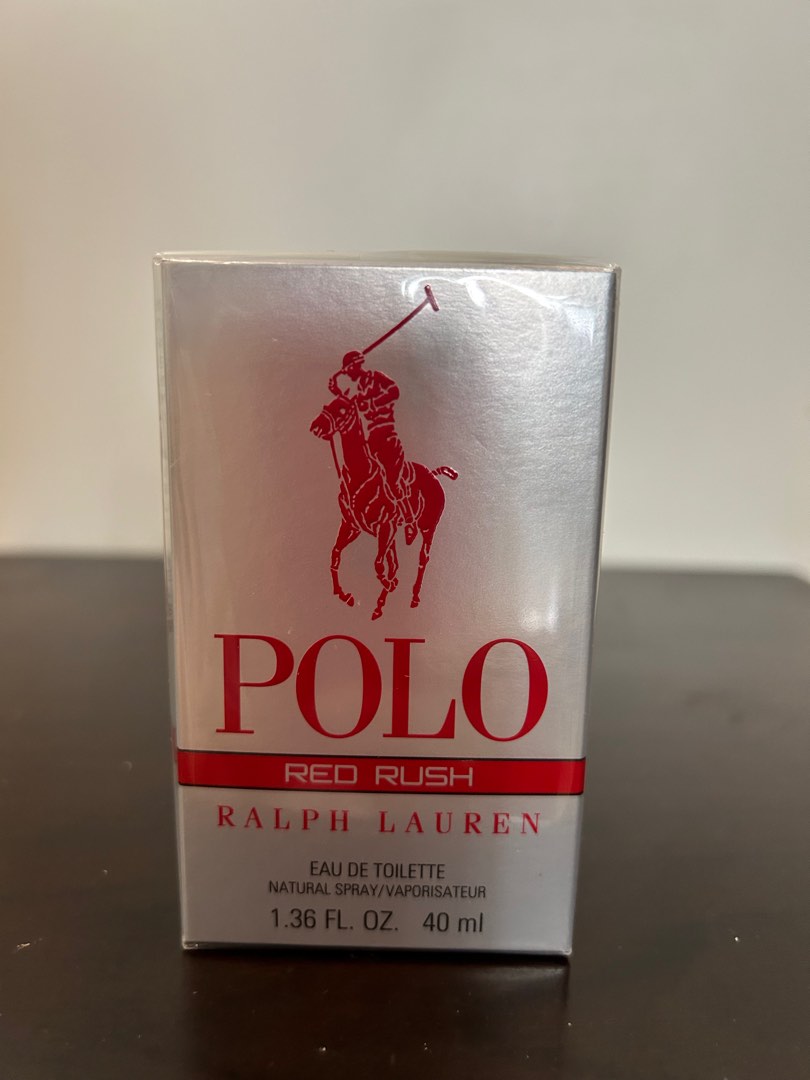 POLO
RED RUSH
RALPH LAUREN
EAU DE TOILETTE
NATURAL SPRAY/VAPORISATEUR
1.36 FL. OZ. 40 ml